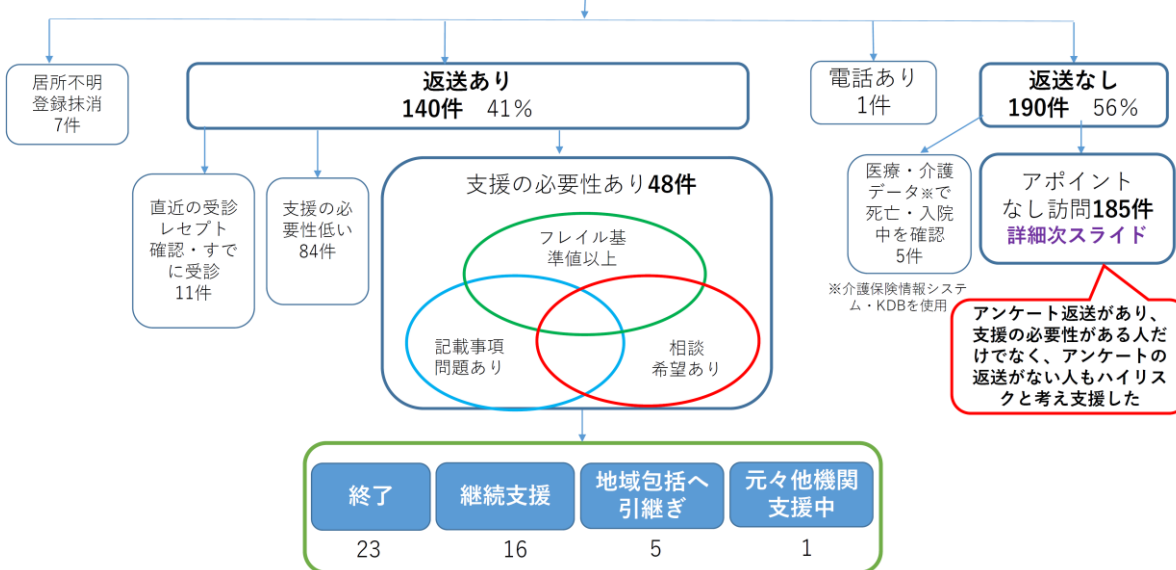 居所不明
登録抹消
7件
返送あり
140件 41%
電話あり
1件
返送なし
190件 56%
直近の受診
レセプト
確認・すで
に受診
11件
支援の必
要性低い
84件
支援の必要性あり48件
フレイル基
準値以上
記載事項
問題あり
相談
希望あり
医療・介護
データ※で
死亡・入院
中を確認
5件
※介護保険情報システ
ム・KDBを使用
アポイント
なし訪問185件
詳細次スライド
アンケート返送があり、
支援の必要性がある人だ
けでなく、アンケートの
返送がない人もハイリス
クと考え支援した
終了
23
継続支援
16
地域包括へ
引継ぎ
5
元々他機関
支援中
1